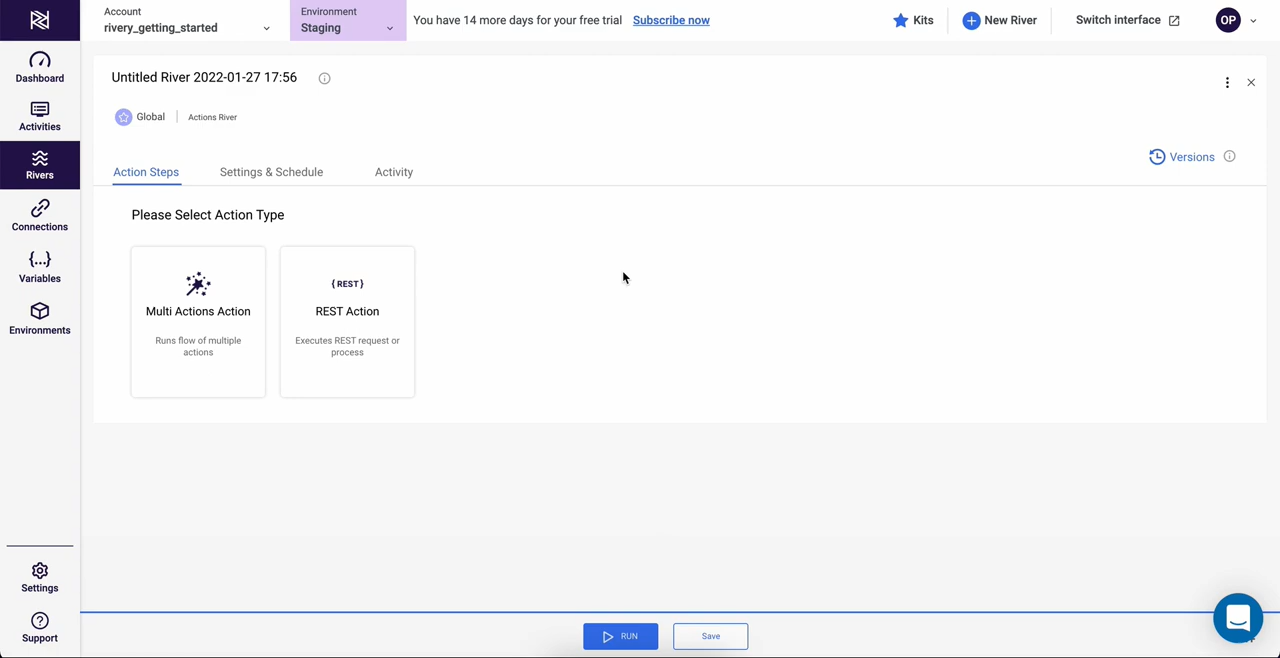 Account
rivery_getting_started
Environment
Staging
You have 14 more days for your free trial Subscribe now
Kits
New River
Switch interface
OP
Dashboard
Activities
Rivers
Connections
{...}
Variables
Environments
Settings
Support
Untitled River 2022-01-27 17:56
Global
Actions River
Versions
Action Steps
Settings & Schedule
Activity
Please Select Action Type
Multi Actions Action
Runs flow of multiple
actions
{REST}
REST Action
Executes REST request or
process
RUN
Save